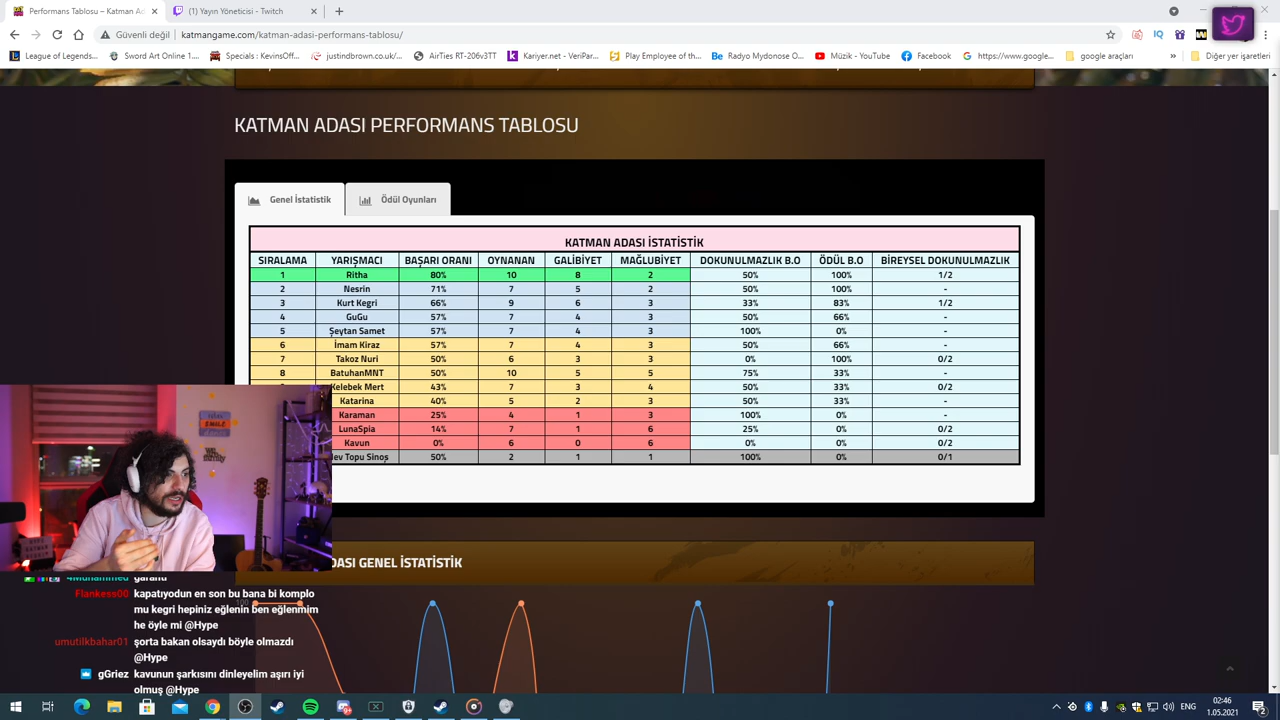 Performans Tablosu – Katman Ad
(1) Yayın Yöneticisi - Twitch
Güvenli değil
katmangame.com/katman-adasi-performans-tablosu/
League of Legends...
Sword Art Online 1....
Specials : KevinsOff...
justindbrown.co.uk/...
AirTies RT-206v3TT
Kariyer.net - VeriPar...
Play Employee of th...
Radyo Mydonose O...
Müzik - YouTube
Facebook
https://www.google...
»
google araçları
Diğer yer işaretleri
KATMAN ADASI PERFORMANS TABLOSU
Genel İstatistik
Ödül Oyunları
KATMAN ADASI İSTATİSTİK
SIRALAMA YARIŞMACI BAŞARI ORANI OYNANAN GALİBİYET MAĞLUBİYET DOKUNULMAZLIK B.O ÖDÜL B.O BİREYSEL DOKUNULMAZLIK
1 Ritha 80% 10 8 2 50% 100% 1/2
2 Nesrin 71% 7 5 2 50% 100% -
3 Kurt Kegri 66% 9 6 3 33% 83% 1/2
4 GuGu 57% 7 4 3 50% 66% -
5 Şeytan Samet 57% 7 4 3 100% 0% -
6 İmam Kiraz 57% 7 4 3 50% 66% -
7 Takoz Nuri 50% 6 3 3 0% 100% 0/2
8 BatuhanMNT 50% 10 5 5 75% 33% -
Kelebek Mert 43% 7 3 4 50% 33% 0/2
Katarina 40% 5 2 3 50% 33% -
Karaman 25% 4 1 3 100% 0% -
LunaSpia 14% 7 1 6 25% 0% 0/2
Kavun 0% 6 0 6 0% 0% 0/2
lev Topu Sinoş 50% 2 1 1 100% 0% 0/1
DASI GENEL İSTATİSTİK
100
4Muhammed garanti
Flankess00 kapatıyodun en son bu bana bi komplo
mu kegri hepiniz eğlenin ben eğlenmim
he öyle mi @Hype
umutilkbahar01 şorta bakan olsaydı böyle olmazdı
@Hype
gGriez kavunun şarkısını dinleyelim aşırı iyi
olmuş @Hype
ENG
02:46
1.05.2021
2